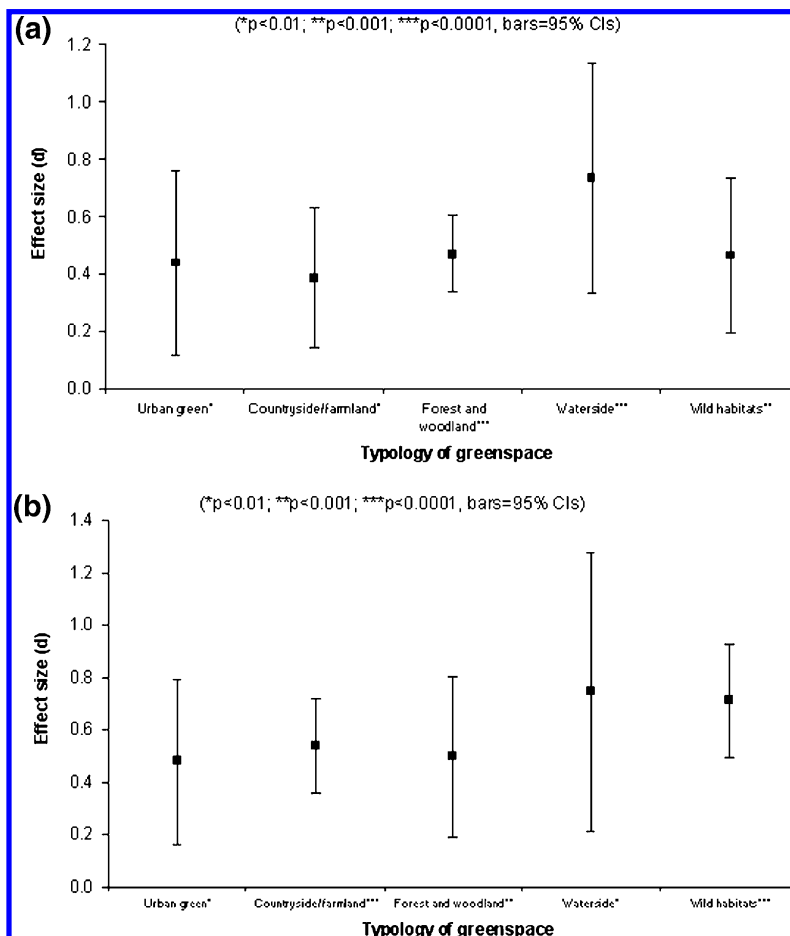 (a)
(*p<0.01; **p<0.001; ***p<0.0001, bars=95% CIs)
1.2
1.0
0.8
0.6
0.4
0.2
0.0
Effect size (d)
Urban green*
Countryside/farmland*
Forest and
woodland***
Waterside***
Wild habitats**
Typology of greenspace
(b)
(*p<0.01; **p<0.001; ***p<0.0001, bars=95% CIs)
1.4
1.2
1.0
0.8
0.6
0.4
0.2
0.0
Effect size (d)
Urban green*
Countryside/farmland***
Forest and woodland**
Waterside*
Wild habitats***
Typology of greenspace